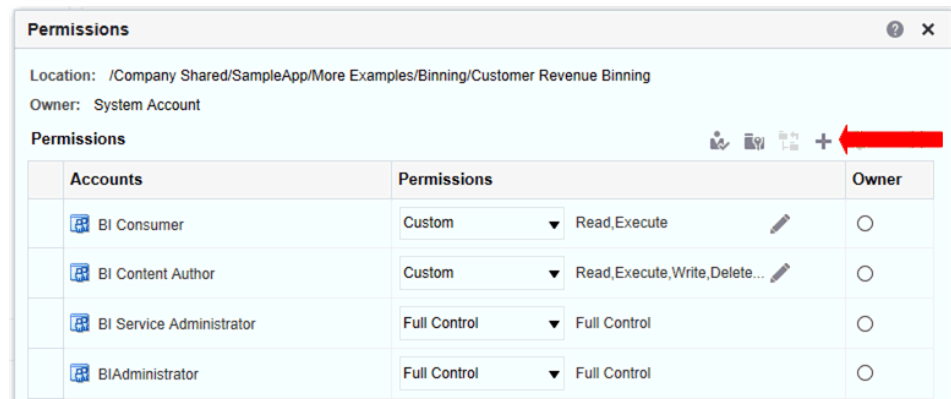 Permissions
Location: /Company Shared/SampleApp/More Examples/Binning/Customer Revenue Binning
Owner: System Account
Permissions
Accounts Permissions Owner
BI Consumer Custom Read,Execute
BI Content Author Custom Read,Execute,Write,Delete...
BI Service Administrator Full Control Full Control
BIAdministrator Full Control Full Control